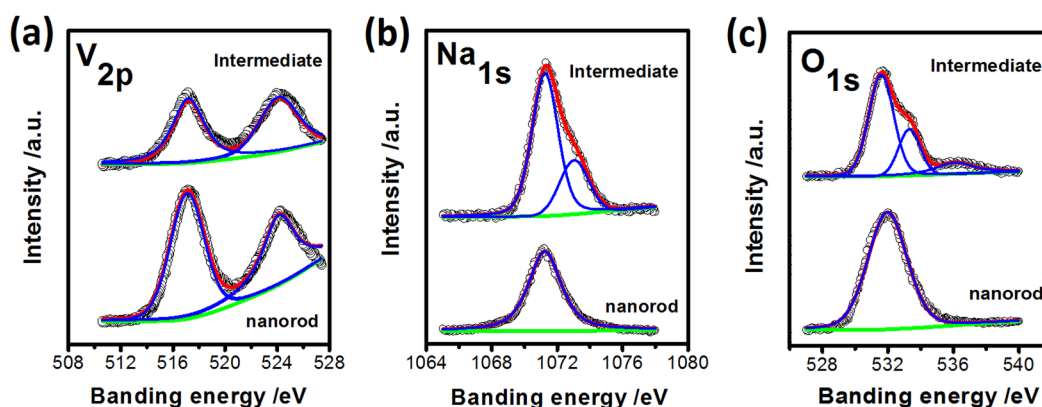 (a)
V2p
Intermediate
nanorod
Intensity /a.u.
508 512 516 520 524 528
Banding energy /eV
(b)
Na1s
Intermediate
nanorod
Intensity /a.u.
1064 1068 1072 1076 1080
Banding energy /eV
(c)
O1s
Intermediate
nanorod
Intensity /a.u.
528 532 536 540
Banding energy /eV